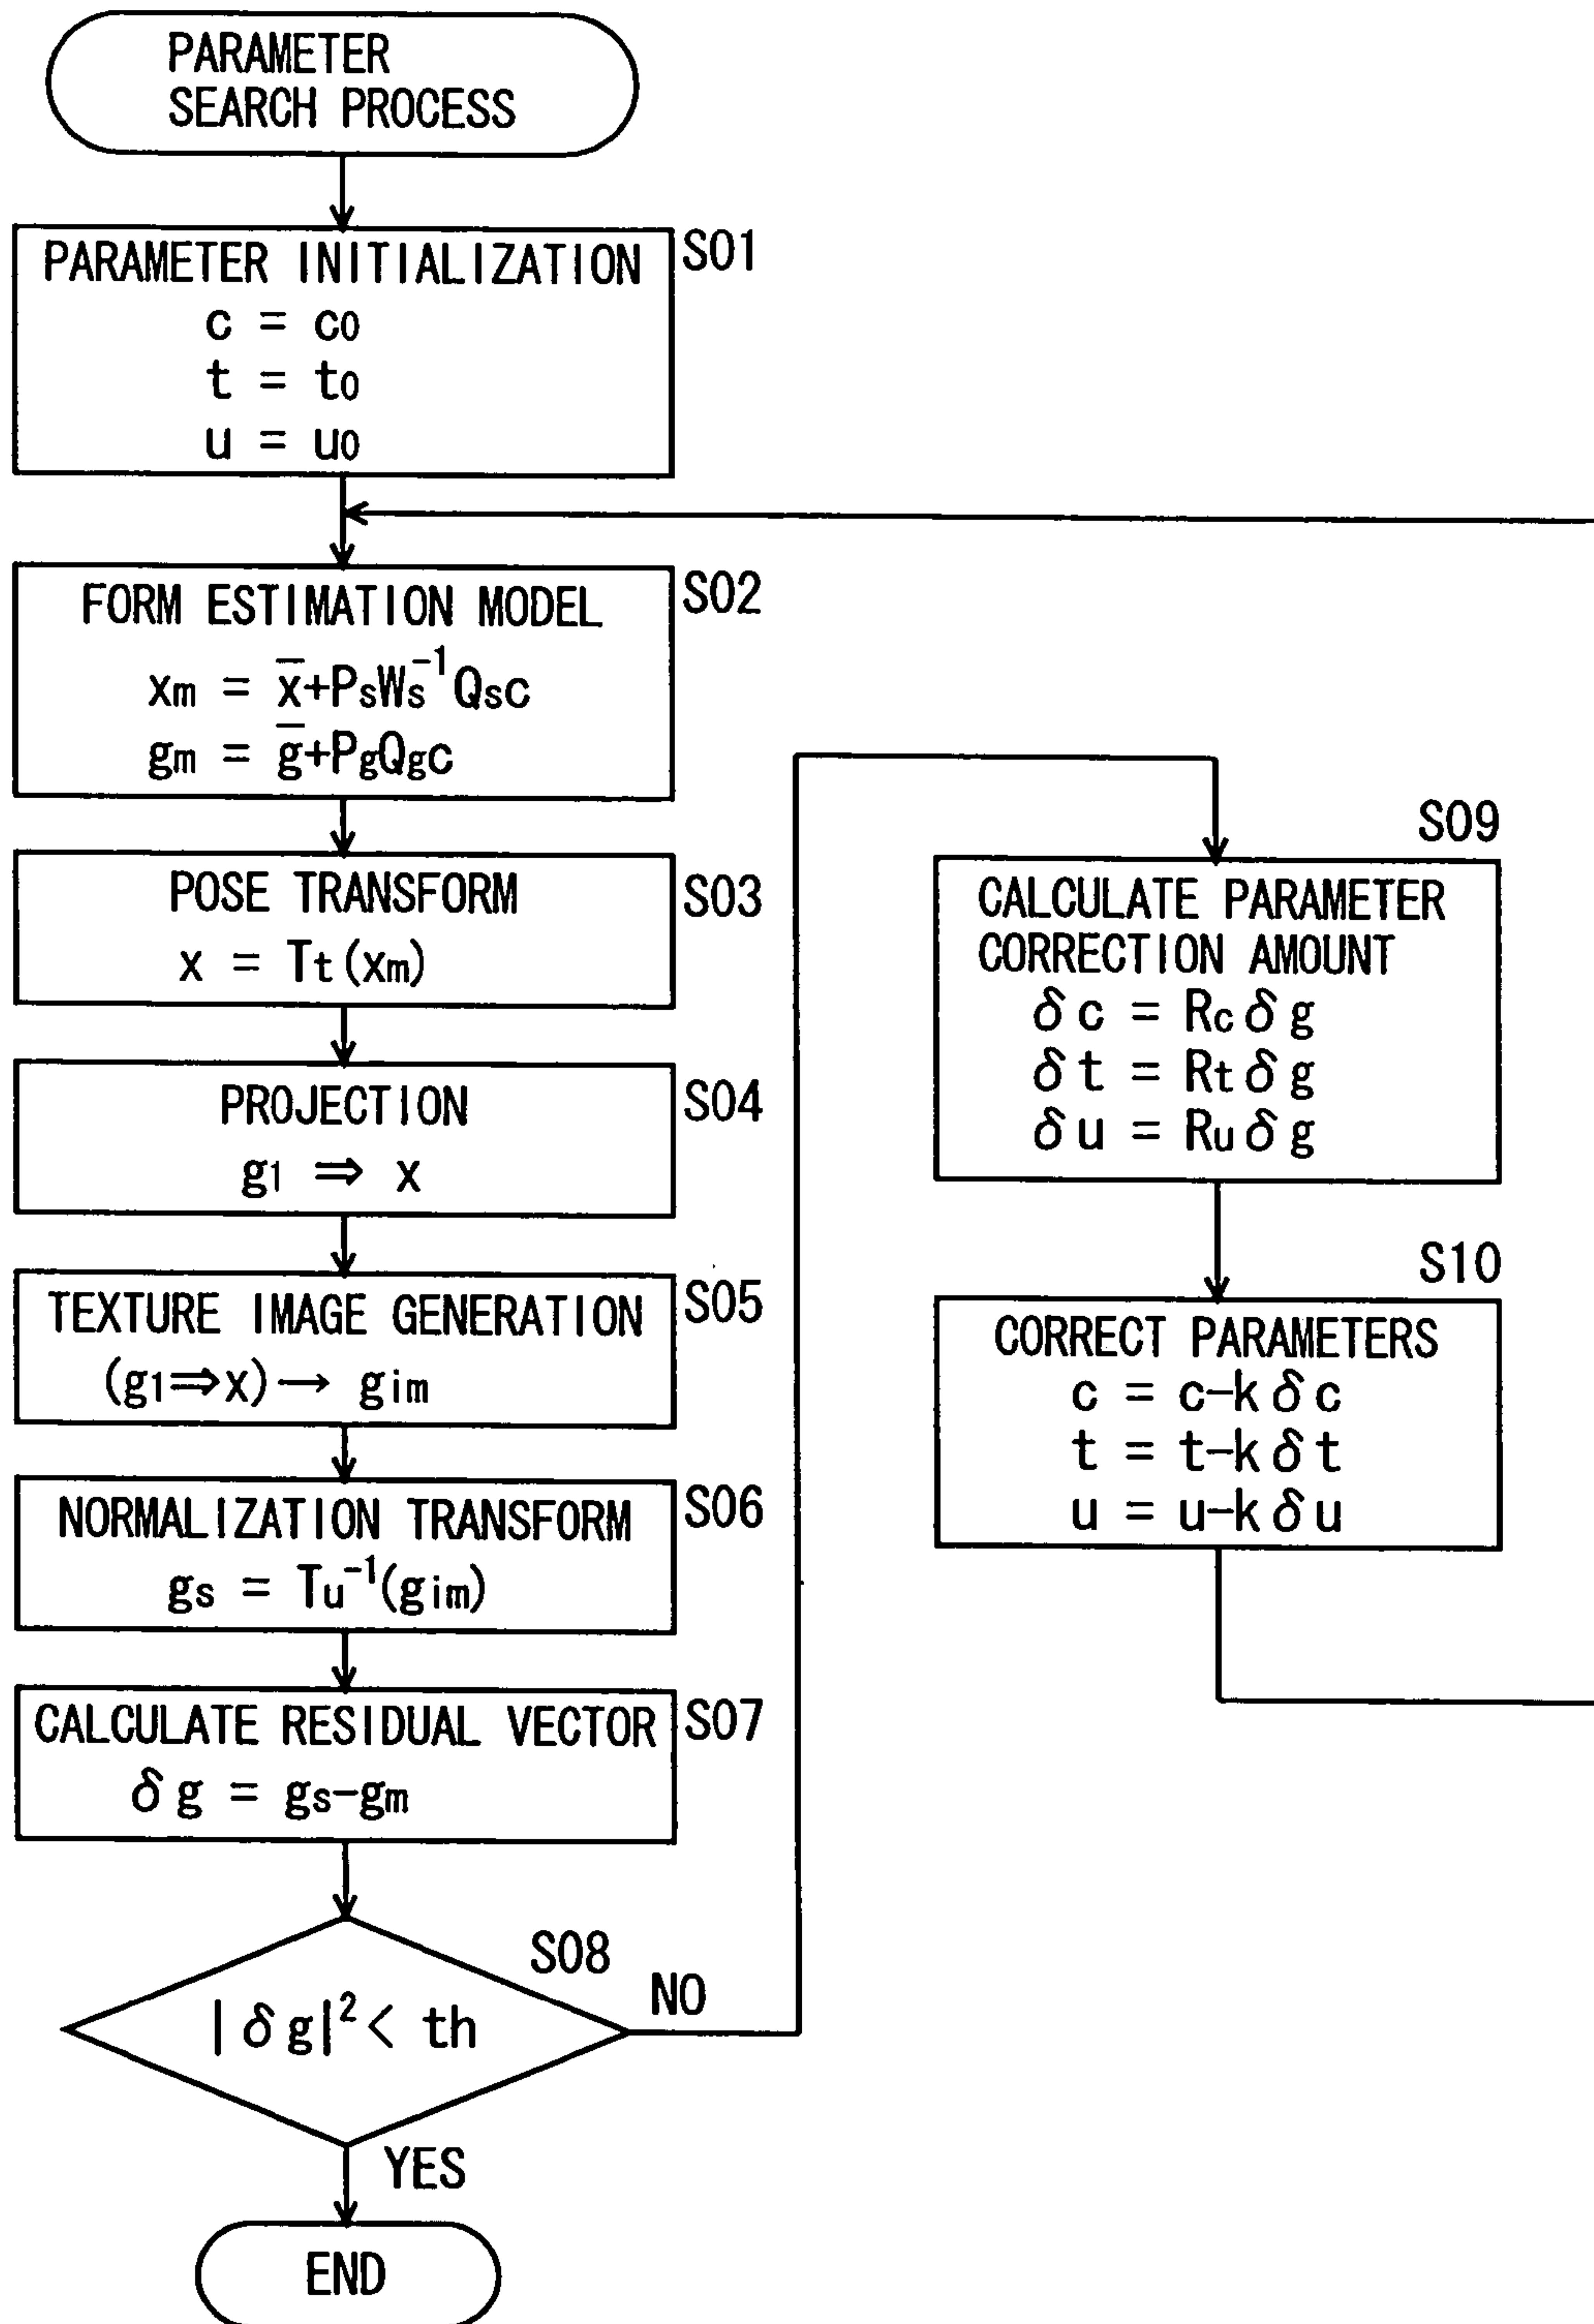 PARAMETER
SEARCH PROCESS
PARAMETER INITIALIZATION
S01
c = c0
t = t0
u = u0
FORM ESTIMATION MODEL
S02
xm = x̄+PsWs⁻¹Qsc
gm = ḡ+PgQgc
POSE TRANSFORM
S03
x = Tt(xm)
PROJECTION
S04
g1 ⇒ x
TEXTURE IMAGE GENERATION
S05
(g1⇒x)→ gim
NORMALIZATION TRANSFORM
S06
gs = Tu⁻¹(gim)
CALCULATE RESIDUAL VECTOR
S07
δg = gs-gm
S08
|δg|²< th
NO
YES
END
S09
CALCULATE PARAMETER
CORRECTION AMOUNT
δc = Rcδg
δt = Rtδg
δu = Ruδg
S10
CORRECT PARAMETERS
c = c-kδc
t = t-kδt
u = u-kδu